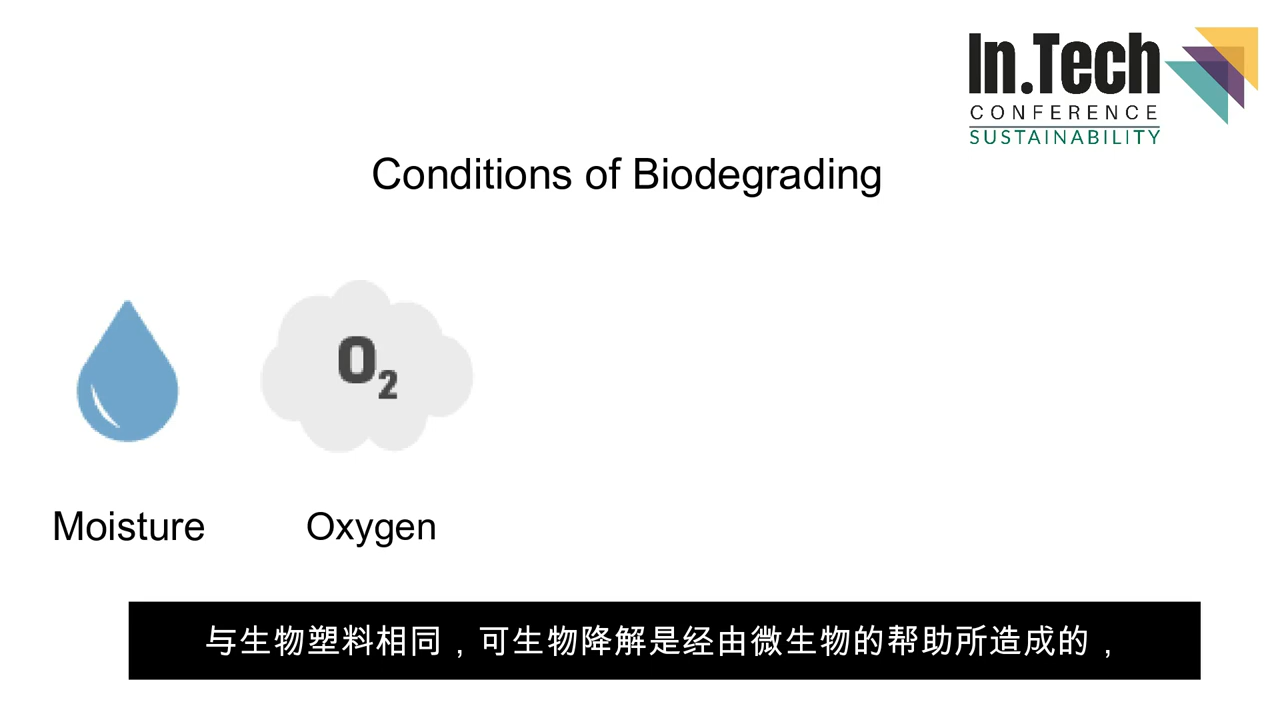 In.Tech
CONFERENCE
SUSTAINABILITY
Conditions of Biodegrading
O2
Moisture
Oxygen
与生物塑料相同，可生物降解是经由微生物的帮助所造成的，